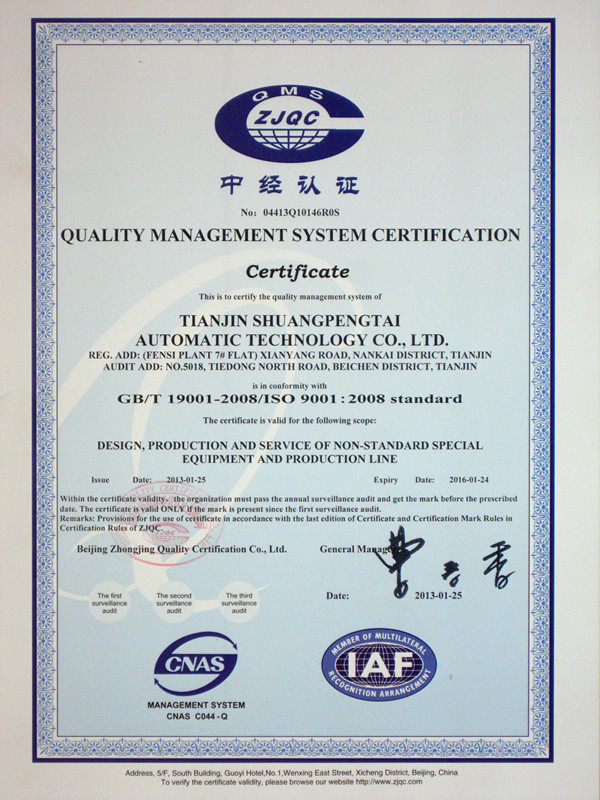 QMS
ZJQC
中经认证
No: 04413Q10146R0S
QUALITY MANAGEMENT SYSTEM CERTIFICATION
Certificate
This is to certify the quality management system of
TIANJIN SHUANGPENGTAI
AUTOMATIC TECHNOLOGY CO., LTD.
REG. ADD: (FENSI PLANT 7# FLAT) XIANYANG ROAD, NANKAI DISTRICT, TIANJIN
AUDIT ADD: NO.5018, TIEDONG NORTH ROAD, BEICHEN DISTRICT, TIANJIN
is in conformity with
GB/T 19001-2008/ISO 9001 : 2008 standard
The certificate is valid for the following scope:
DESIGN, PRODUCTION AND SERVICE OF NON-STANDARD SPECIAL
EQUIPMENT AND PRODUCTION LINE
Issue Date: 2013-01-25 Expiry Date: 2016-01-24
Within the certificate validity, the organization must pass the annual surveillance audit and get the mark before the prescribed
date. The certificate is valid ONLY if the mark is present since the first surveillance audit.
Remarks: Provisions for the use of certificate in accordance with the last edition of Certificate and Certification Mark Rules in
Certification Rules of ZJQC.
Beijing Zhongjing Quality Certification Co., Ltd. General Manager:
Date: 2013-01-25
The first
surveillance
audit
The second
surveillance
audit
The third
surveillance
audit
CNAS
MANAGEMENT SYSTEM
CNAS C044-Q
MEMBER OF MULTILATERAL
IAF
RECOGNITION ARRANGEMENT
Address, 5/F, South Building, Guoyi Hotel,No.1,Wenxing East Street, Xicheng District, Beijing, China
To verify the certificate validity, please browse our website http://www.zjqc.com